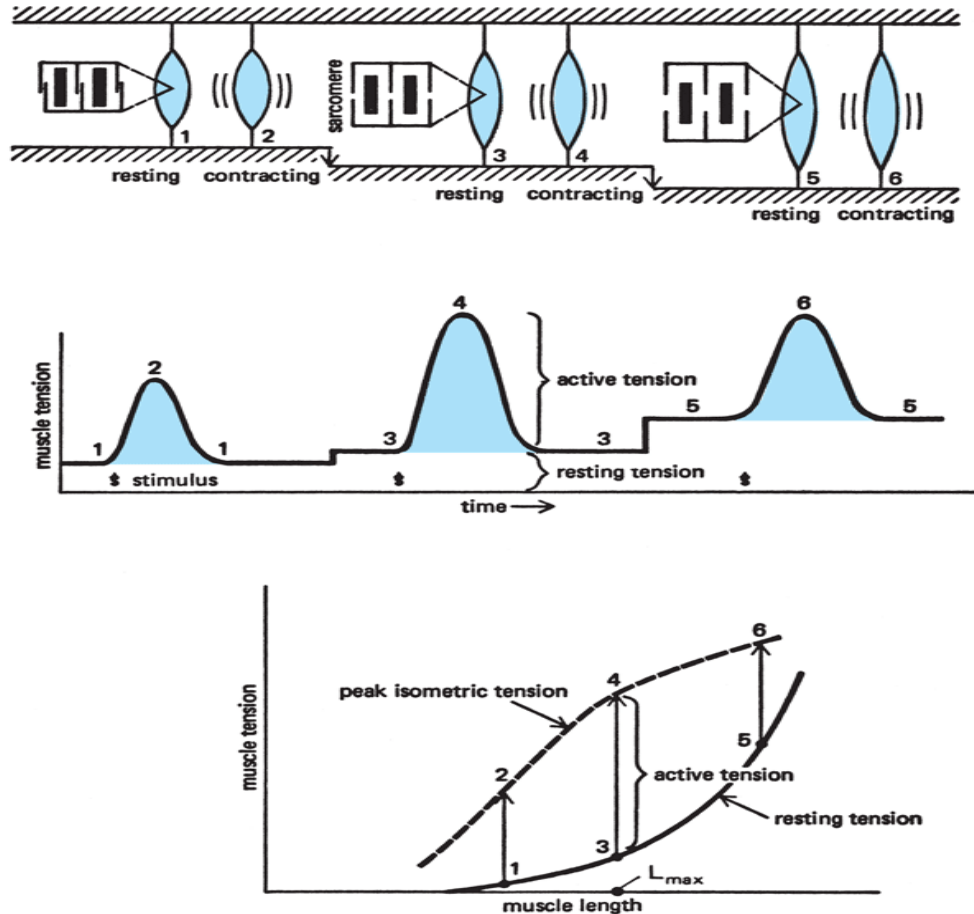 sarcomere
1 2 3 4 5 6
resting contracting
resting contracting
resting contracting
4 6
2
active tension
5 5
muscle tension
1 1 3 3
resting tension
s stimulus s s
time
6
4
peak isometric tension
muscle tension
2
5
active tension
resting tension
3
1
Lmax
muscle length